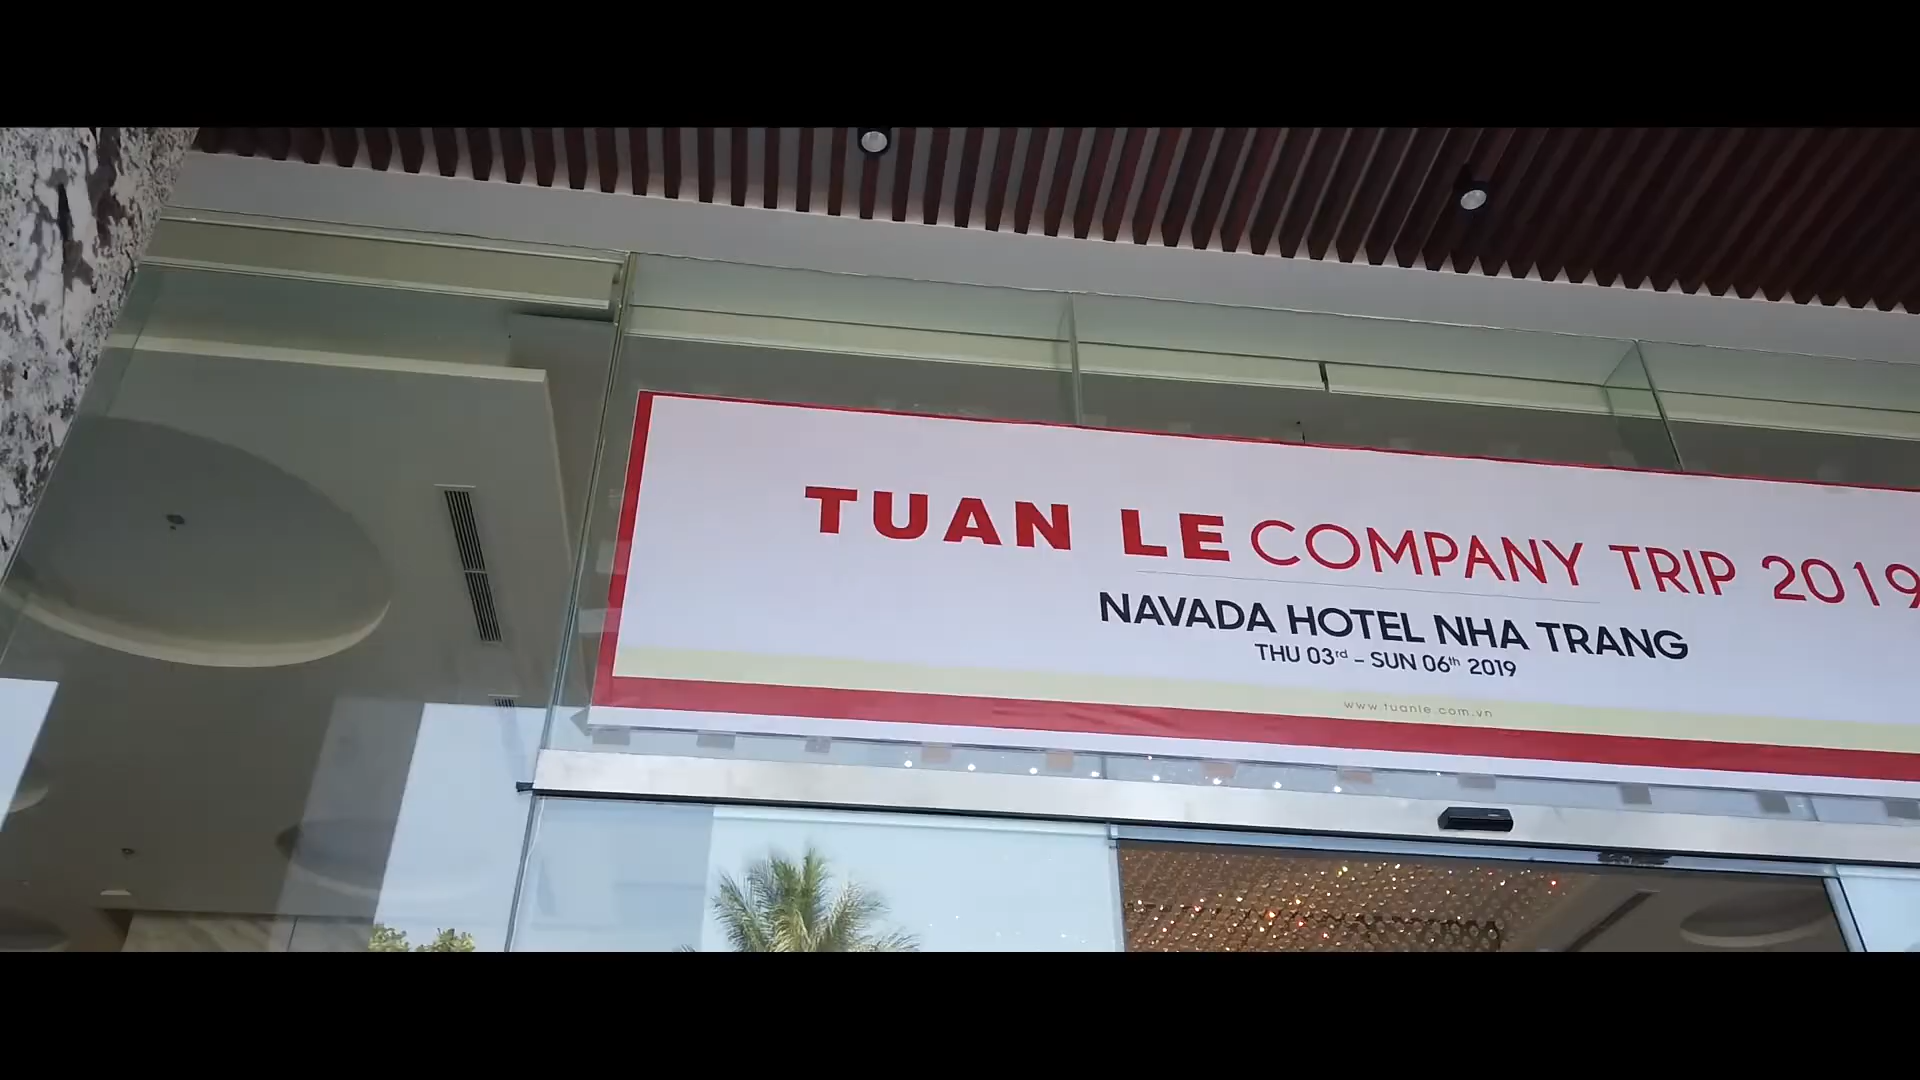 TUAN LE COMPANY TRIP 2019
NAVADA HOTEL NHA TRANG
THU 03rd - SUN 06th 2019
www.tuanle.com.vn